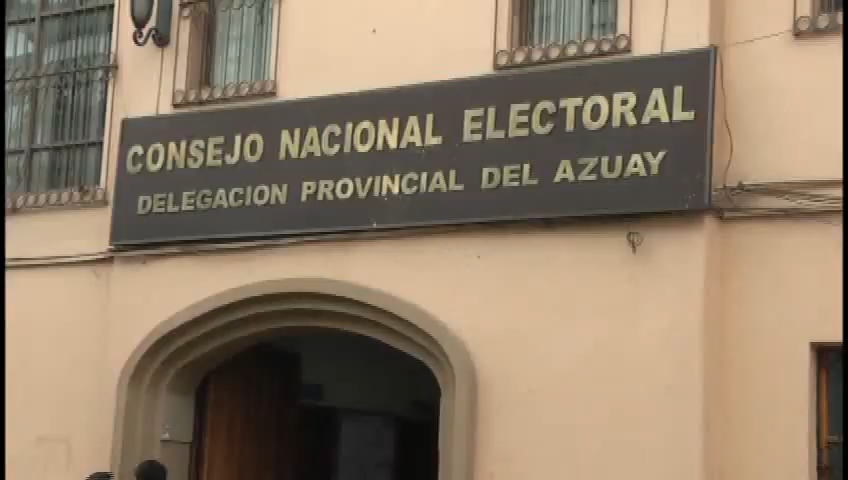 CONSEJO NACIONAL ELECTORAL
DELEGACION PROVINCIAL DEL AZUAY